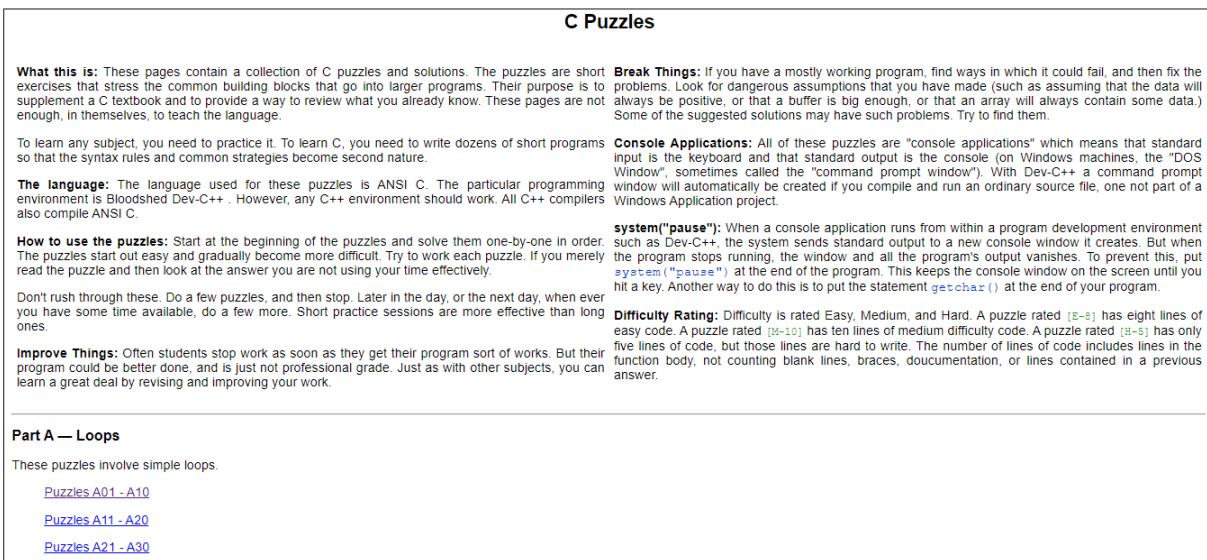 C Puzzles
What this is: These pages contain a collection of C puzzles and solutions. The puzzles are short
exercises that stress the common building blocks that go into larger programs. Their purpose is to
supplement a C textbook and to provide a way to review what you already know. These pages are not
enough, in themselves, to teach the language.
To learn any subject, you need to practice it. To learn C, you need to write dozens of short programs
so that the syntax rules and common strategies become second nature.
The language: The language used for these puzzles is ANSI C. The particular programming
environment is Bloodshed Dev-C++ . However, any C++ environment should work. All C++ compilers
also compile ANSI C.
How to use the puzzles: Start at the beginning of the puzzles and solve them one-by-one in order.
The puzzles start out easy and gradually become more difficult. Try to work each puzzle. If you merely
read the puzzle and then look at the answer you are not using your time effectively.
Don't rush through these. Do a few puzzles, and then stop. Later in the day, or the next day, when ever
you have some time available, do a few more. Short practice sessions are more effective than long
ones.
Improve Things: Often students stop work as soon as they get their program sort of works. But their
program could be better done, and is just not professional grade. Just as with other subjects, you can
learn a great deal by revising and improving your work.
Break Things: If you have a mostly working program, find ways in which it could fail, and then fix the
problems. Look for dangerous assumptions that you have made (such as assuming that the data will
always be positive, or that a buffer is big enough, or that an array will always contain some data.)
Some of the suggested solutions may have such problems. Try to find them.
Console Applications: All of these puzzles are "console applications" which means that standard
input is the keyboard and that standard output is the console (on Windows machines, the "DOS
Window", sometimes called the "command prompt window"). With Dev-C++ a command prompt
window will automatically be created if you compile and run an ordinary source file, one not part of a
Windows Application project.
system("pause"): When a console application runs from within a program development environment
such as Dev-C++, the system sends standard output to a new console window it creates. But when
the program stops running, the window and all the program's output vanishes. To prevent this, put
system("pause") at the end of the program. This keeps the console window on the screen until you
hit a key. Another way to do this is to put the statement getchar() at the end of your program.
Difficulty Rating: Difficulty is rated Easy, Medium, and Hard. A puzzle rated [E-8] has eight lines of
easy code. A puzzle rated [M-10] has ten lines of medium difficulty code. A puzzle rated [H-5] has only
five lines of code, but those lines are hard to write. The number of lines of code includes lines in the
function body, not counting blank lines, braces, doucumentation, or lines contained in a previous
answer.
Part A — Loops
These puzzles involve simple loops.
Puzzles A01 - A10
Puzzles A11 - A20
Puzzles A21 - A30